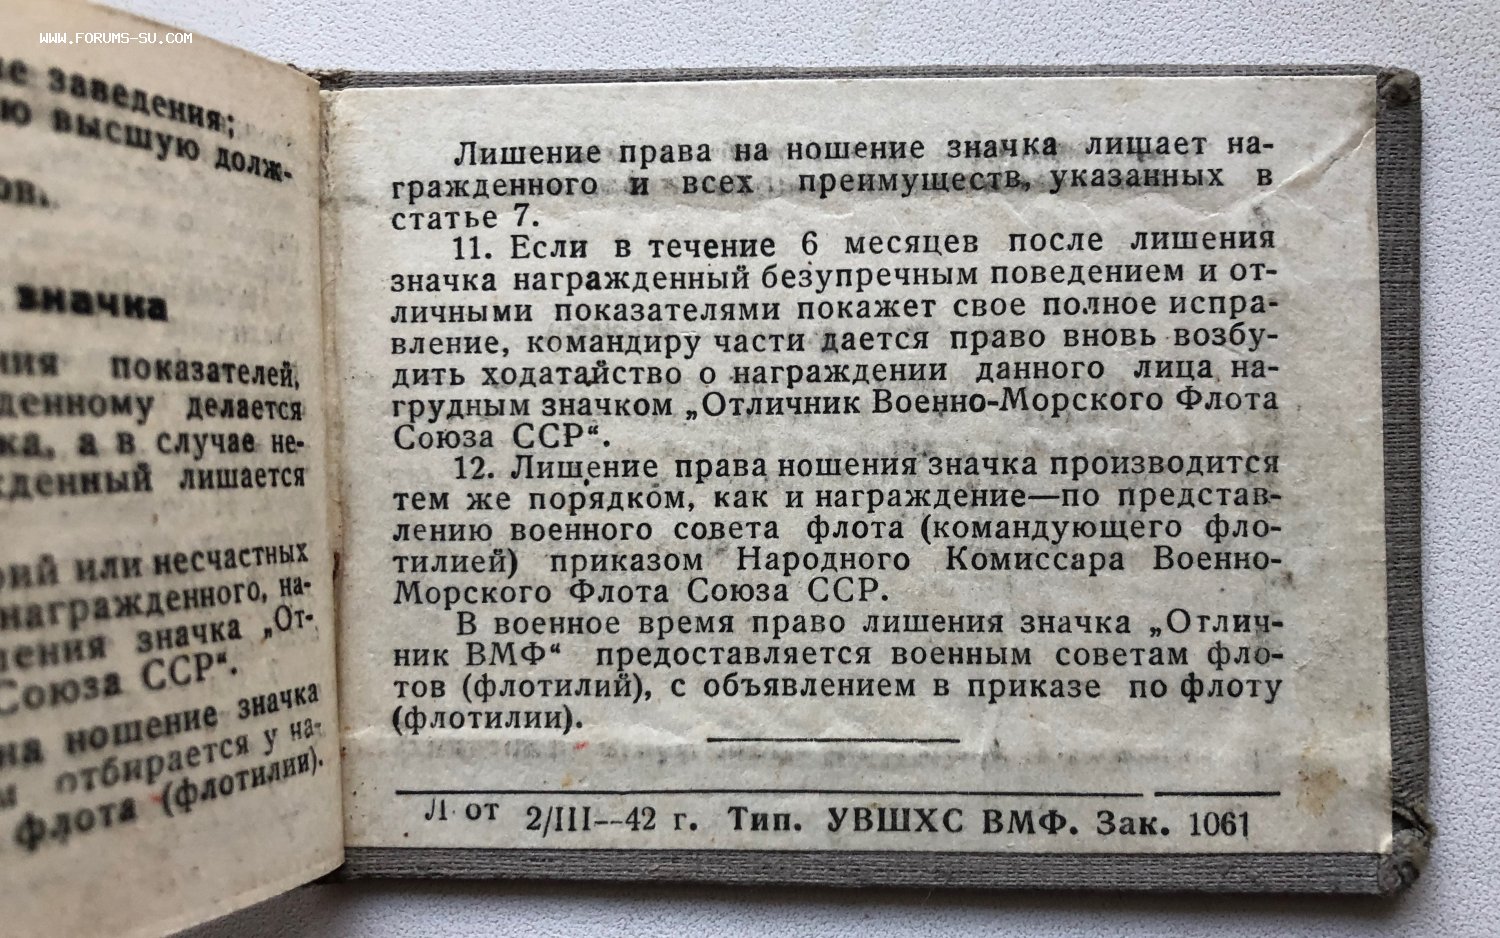 WWW.FORUMS-SU.COM
заведения;
высшую долж-
значка
показателей,
делается
а в случае не-
лишается
или несчастных
награжденного, на-
значка „От-
Союза ССР“.
на ношение значка
отбирается у на-
флота (флотилии).
Лишение права на ношение значка лишает на-
гражденного и всех преимуществ, указанных в
статье 7.
11. Если в течение 6 месяцев после лишения
значка награжденный безупречным поведением и от-
личными показателями покажет свое полное испра-
вление, командиру части дается право вновь возбу-
дить ходатайство о награждении данного лица на-
грудным значком „Отличник Военно-Морского Флота
Союза ССР“.
12. Лишение права ношения значка производится
тем же порядком, как и награждение—по представ-
лению военного совета флота (командующего фло-
тилией) приказом Народного Комиссара Военно-
Морского Флота Союза ССР.
В военное время право лишения значка „Отлич-
ник ВМФ“ предоставляется военным советам фло-
тов (флотилий), с объявлением в приказе по флоту
(флотилии).
Л от 2/III—42 г. Тип. УВШХС ВМФ. Зак. 1061